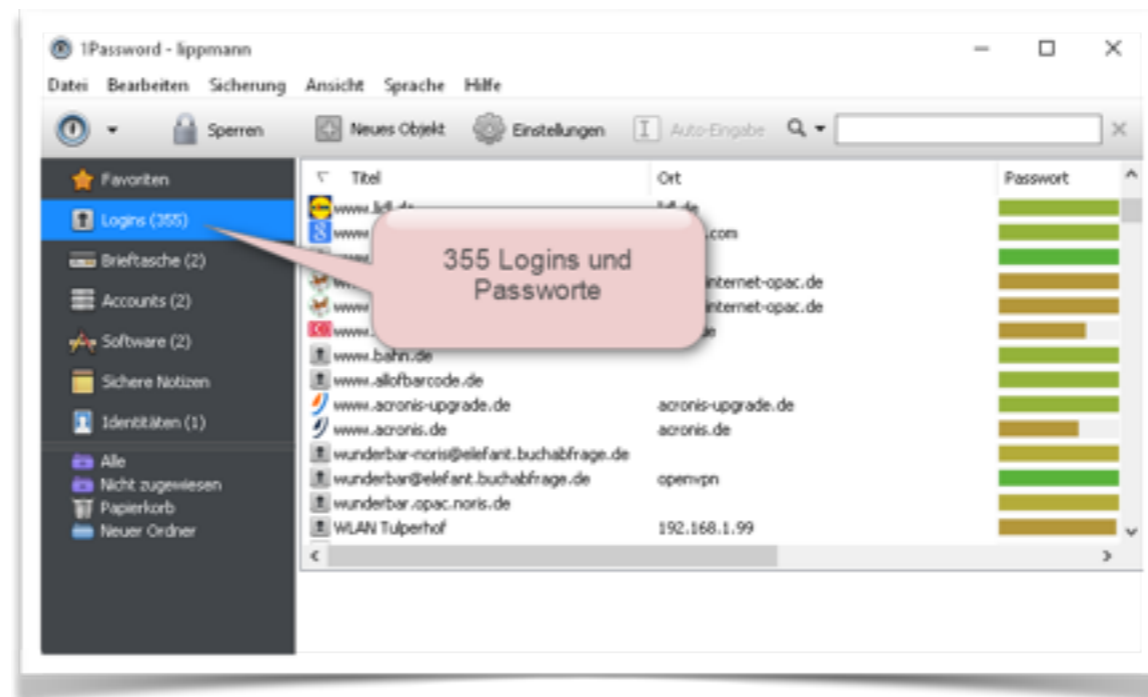 1Password - lippmann
Datei Bearbeiten Sicherung Ansicht Sprache Hilfe
Sperren Neues Objekt Einstellungen Auto-Eingabe
Favoriten
Logins (355)
Brieftasche (2)
Accounts (2)
Software (2)
Sichere Notizen
Identitäten (1)
Alle
Nicht zugewiesen
Papierkorb
Neuer Ordner
Titel Ort Passwort
www.lidl.de lidl.de
www .com
internet-opac.de
www internet-opac.de
www.
www.bahn.de
www.allofbarcode.de
www.acronis-upgrade.de acronis-upgrade.de
www.acronis.de acronis.de
wunderbar-noris@elefant.buchabfrage.de
wunderbar@elefant.buchabfrage.de openvpn
wunderbar.opac.noris.de
WLAN Tulperhof 192.168.1.99
355 Logins und
Passworte